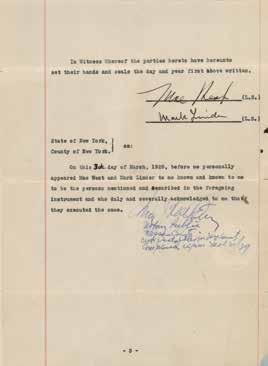 In Witness Whereof the parties hereto have hereunto
set their hands and seals the day and year first above written.
Mae West (L.S.)
Mark Linder (L.S.)
State of New York,
County of New York.
ss:
On this 3d day of March, 1928, before me personally
appeared Mae West and Mark Linder to me known and known to me
to be the persons mentioned and described in the foregoing
instrument and who duly and severally acknowledged to me that
they executed the same.
Notary Public
- 3 -